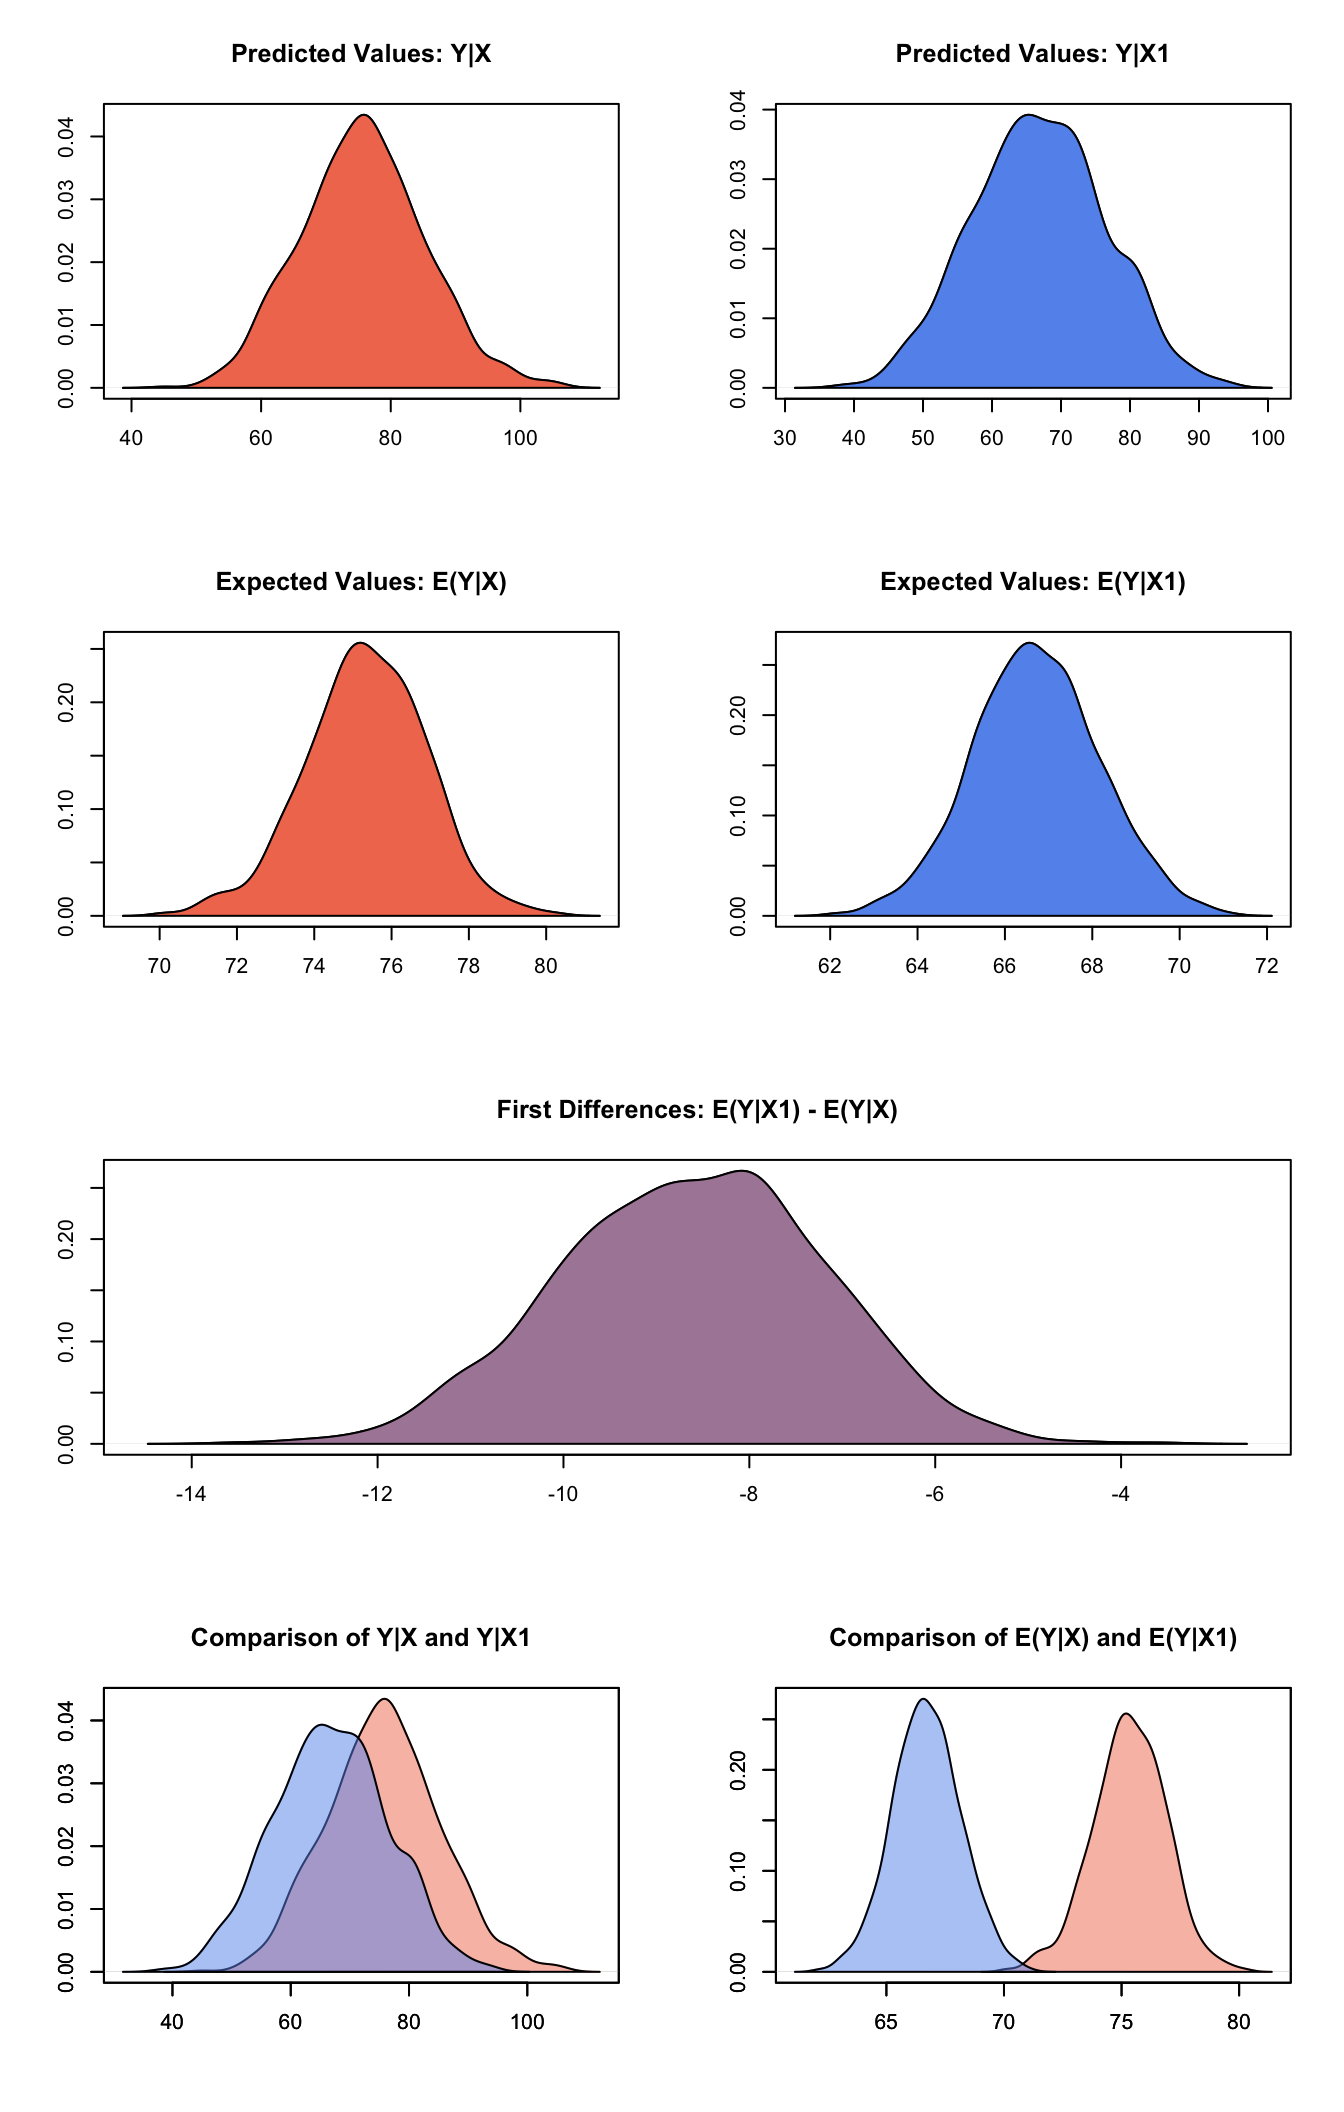 Predicted Values: Y|X
0.00 0.01 0.02 0.03 0.04
40 60 80 100
Predicted Values: Y|X1
0.00 0.01 0.02 0.03 0.04
30 40 50 60 70 80 90 100
Expected Values: E(Y|X)
0.00 0.10 0.20
70 72 74 76 78 80
Expected Values: E(Y|X1)
0.00 0.10 0.20
62 64 66 68 70 72
First Differences: E(Y|X1) - E(Y|X)
0.00 0.10 0.20
-14 -12 -10 -8 -6 -4
Comparison of Y|X and Y|X1
0.00 0.01 0.02 0.03 0.04
40 60 80 100
Comparison of E(Y|X) and E(Y|X1)
0.00 0.10 0.20
65 70 75 80